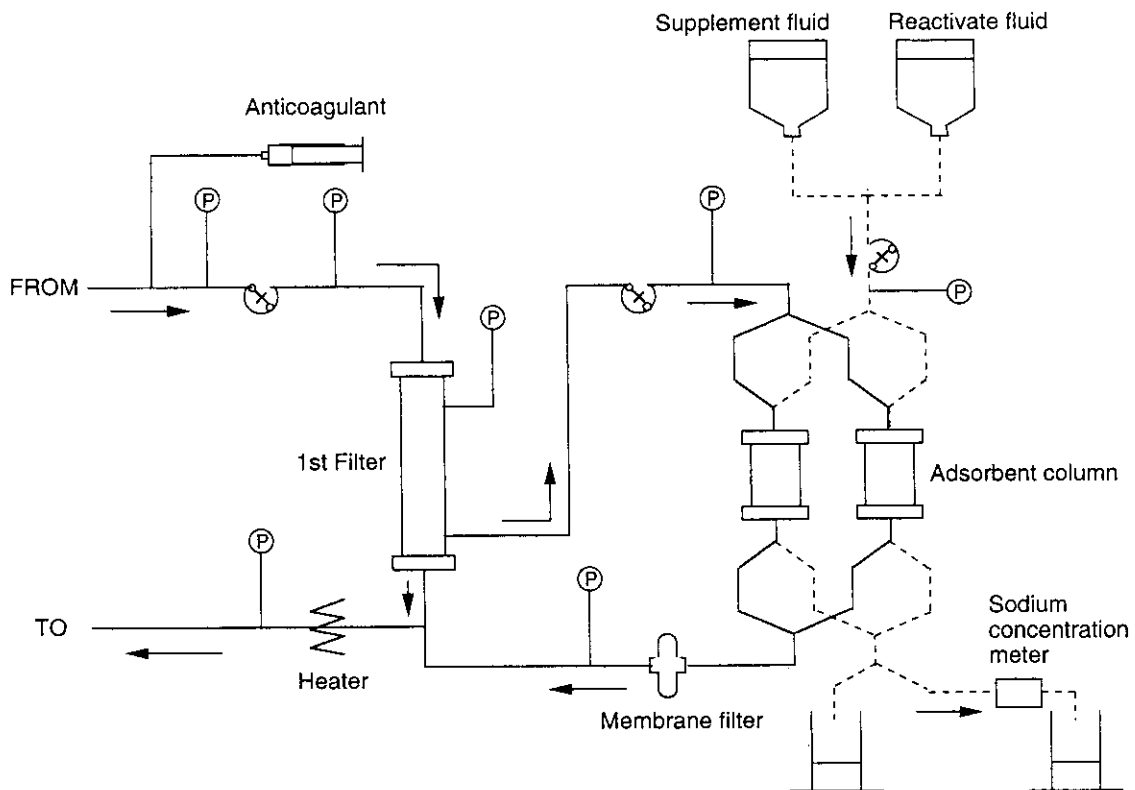 Supplement fluid
Reactivate fluid
Anticoagulant
P
P
P
FROM
P
P
1st Filter
Adsorbent column
P
P
TO
Sodium
concentration
meter
Heater
Membrane filter